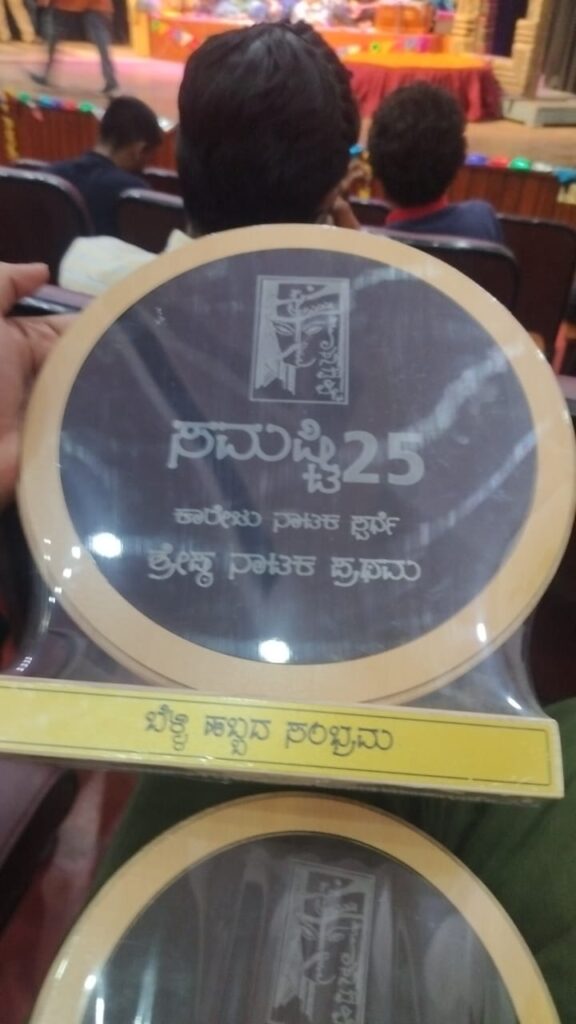 ಸಮಷ್ಟಿ 25
ಕಾಲೇಜು ನಾಟಕ ಸ್ಪರ್ಧೆ
ಶ್ರೇಷ್ಠ ನಾಟಕ ಪ್ರಥಮ
ಬೆಳ್ಳಿ ಹಬ್ಬದ ಸಂಭ್ರಮ